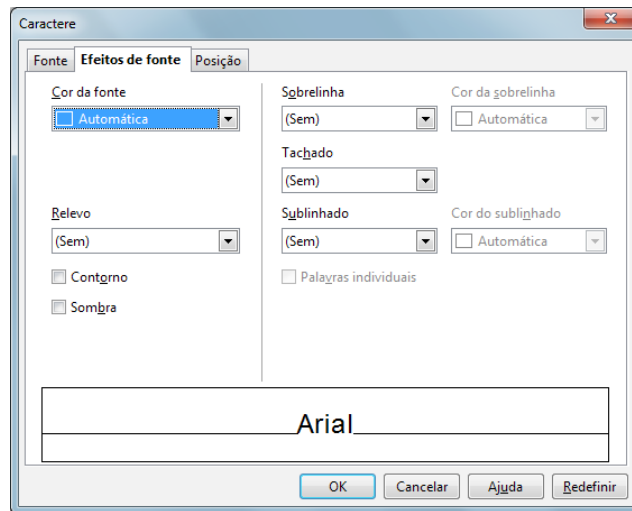 Caractere
Fonte Efeitos de fonte Posição
Cor da fonte Sobrelinha Cor da sobrelinha
Automática (Sem) Automática
Tachado
(Sem)
Relevo Sublinhado Cor do sublinhado
(Sem) (Sem) Automática
Contorno Palavras individuais
Sombra
Arial
OK Cancelar Ajuda Redefinir